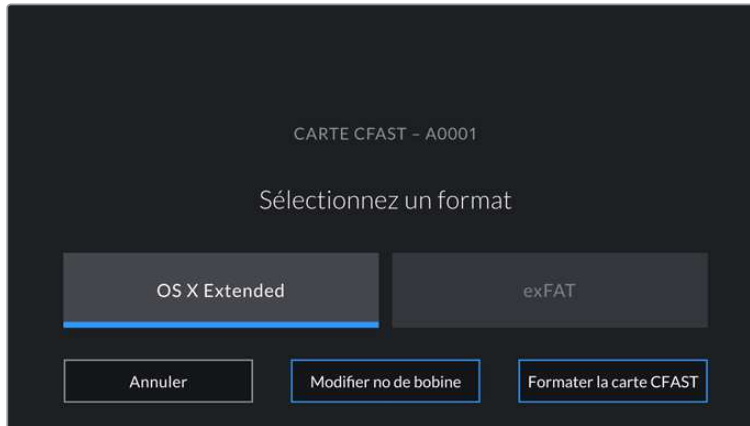 CARTE CFAST – A0001
Sélectionnez un format
OS X Extended
exFAT
Annuler
Modifier no de bobine
Formater la carte CFAST